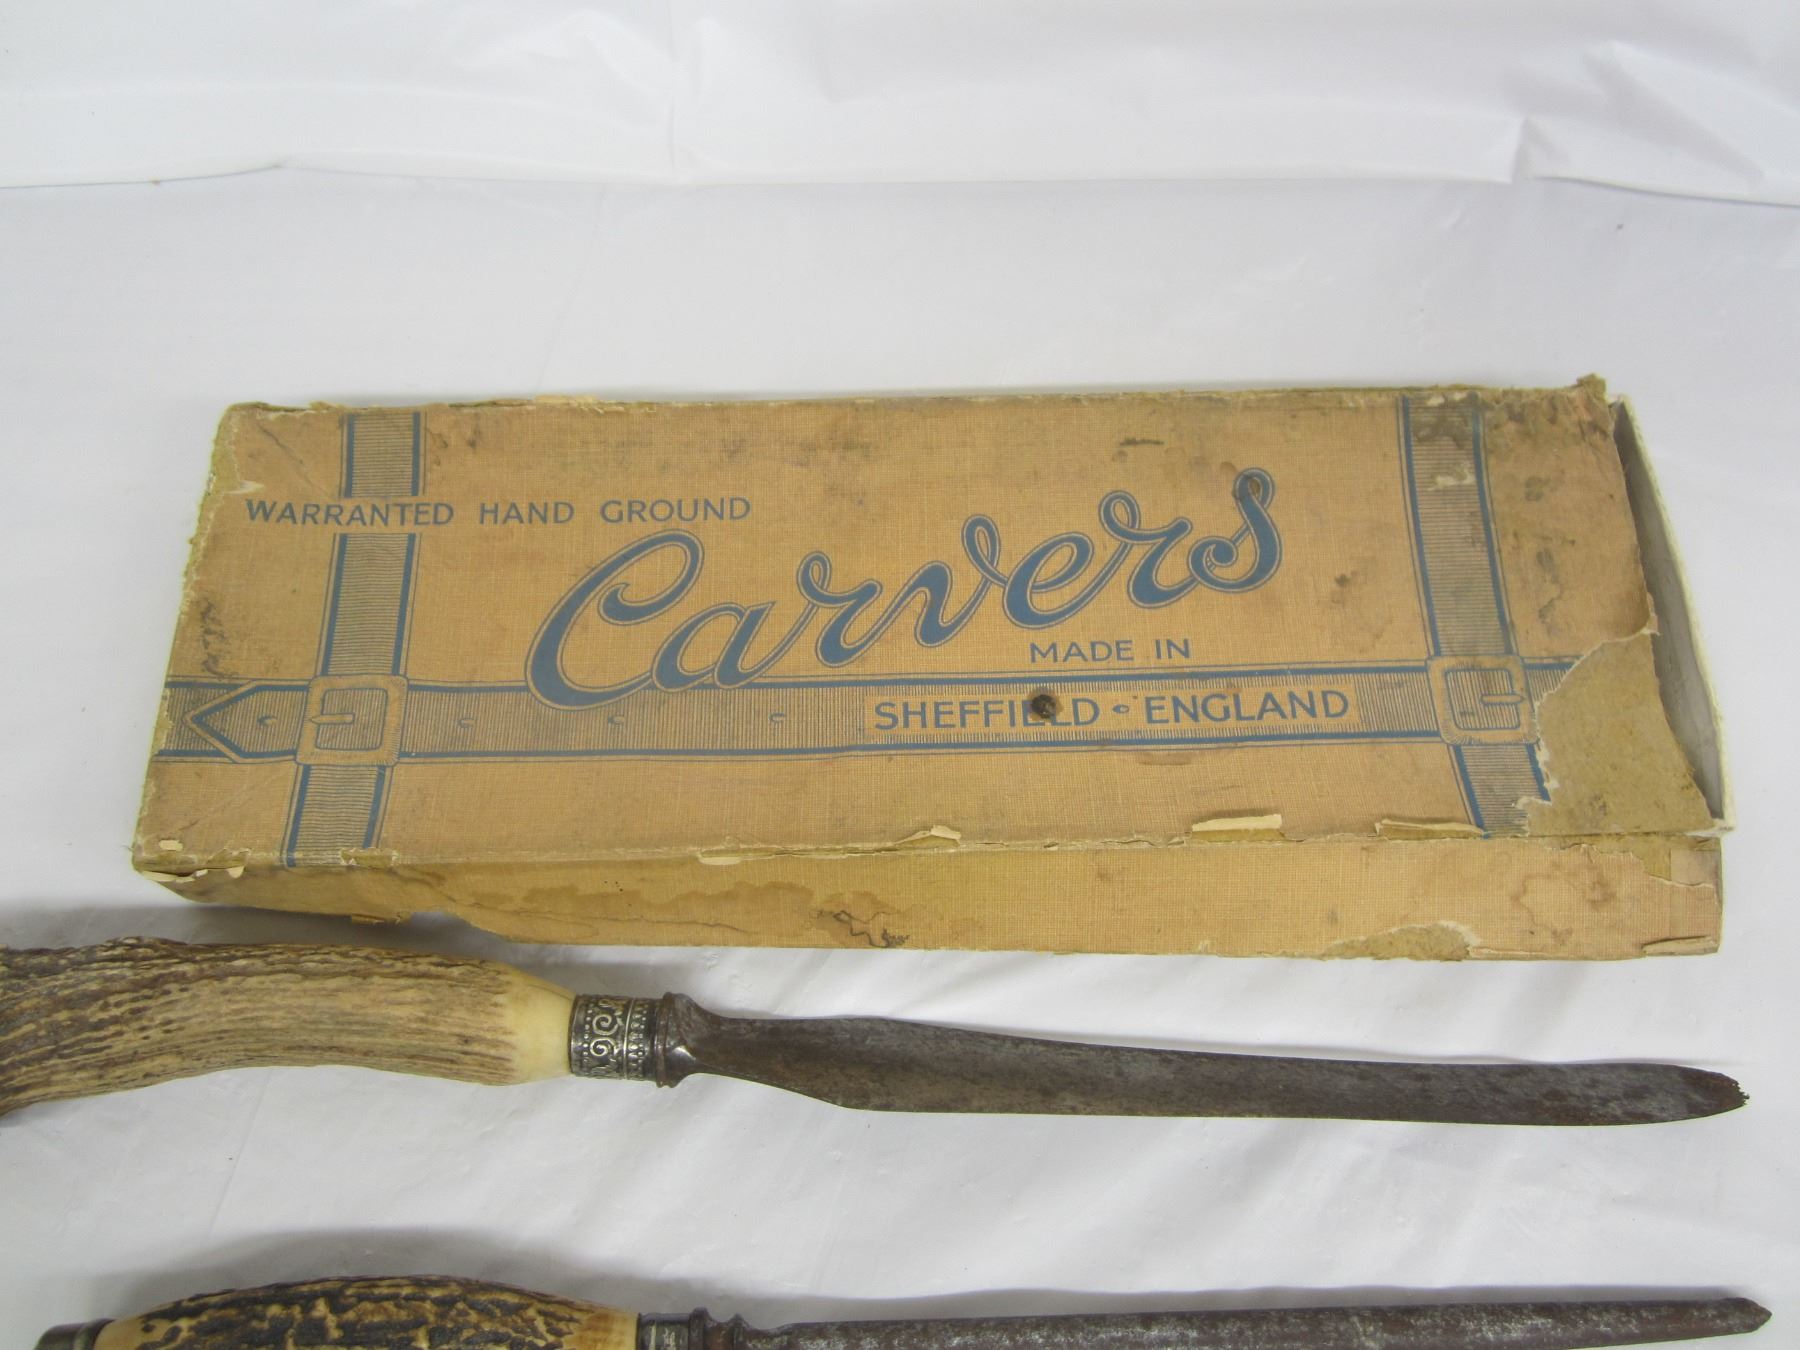 WARRANTED HAND GROUND
Carvers
MADE IN
SHEFFIELD • ENGLAND